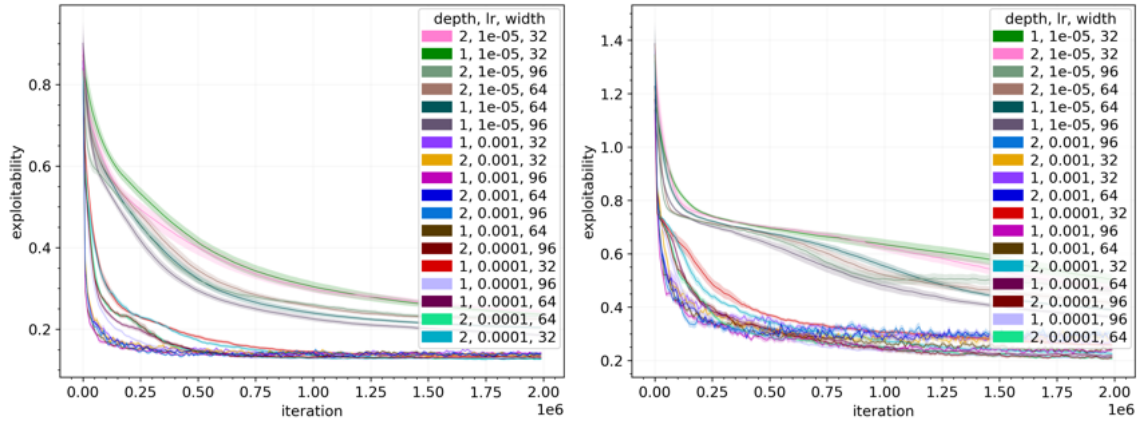 depth, lr, width
2, 1e-05, 32
1, 1e-05, 32
2, 1e-05, 96
2, 1e-05, 64
1, 1e-05, 64
1, 1e-05, 96
1, 0.001, 32
2, 0.001, 32
1, 0.001, 96
2, 0.001, 64
2, 0.001, 96
1, 0.001, 64
2, 0.0001, 96
1, 0.0001, 32
1, 0.0001, 96
1, 0.0001, 64
2, 0.0001, 64
2, 0.0001, 32
0.8
0.6
0.4
0.2
exploitability
0.00 0.25 0.50 0.75 1.00 1.25 1.50 1.75 2.00
iteration
1e6
depth, lr, width
1, 1e-05, 32
2, 1e-05, 32
2, 1e-05, 96
2, 1e-05, 64
1, 1e-05, 64
1, 1e-05, 96
2, 0.001, 96
2, 0.001, 32
1, 0.001, 32
2, 0.001, 64
1, 0.0001, 32
1, 0.001, 96
1, 0.001, 64
2, 0.0001, 32
1, 0.0001, 64
2, 0.0001, 96
1, 0.0001, 96
2, 0.0001, 64
1.4
1.2
1.0
0.8
0.6
0.4
0.2
exploitability
0.00 0.25 0.50 0.75 1.00 1.25 1.50 1.75 2.00
iteration
1e6